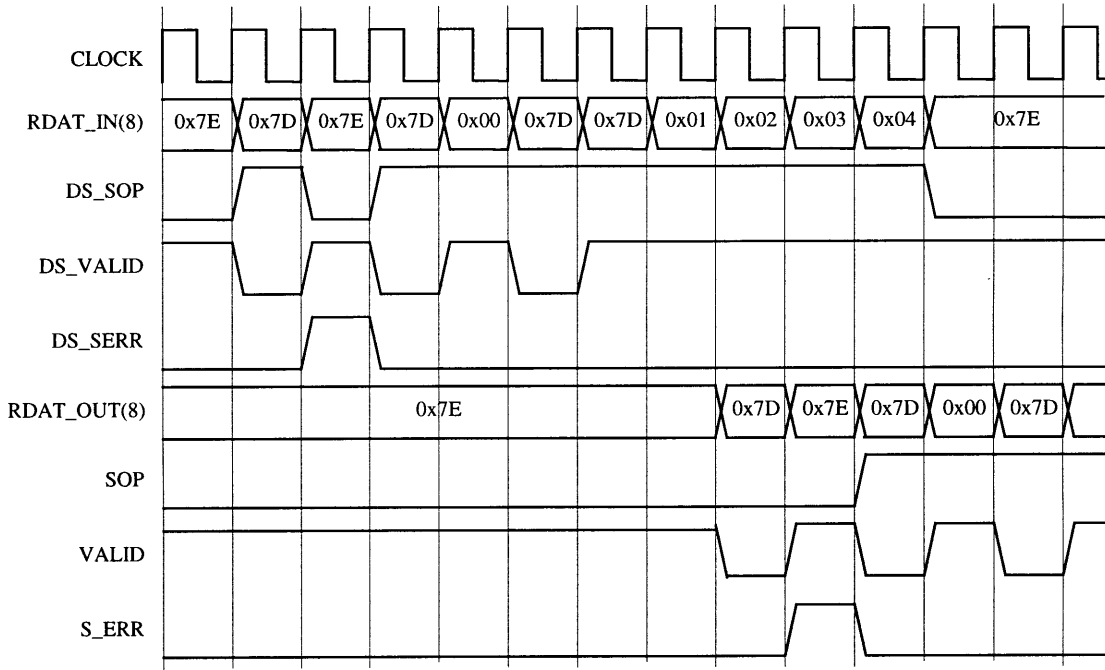 CLOCK
RDAT_IN(8) 0x7E 0x7D 0x7E 0x7D 0x00 0x7D 0x7D 0x01 0x02 0x03 0x04 0x7E
DS_SOP
DS_VALID
DS_SERR
RDAT_OUT(8) 0x7E 0x7D 0x7E 0x7D 0x00 0x7D
SOP
VALID
S_ERR